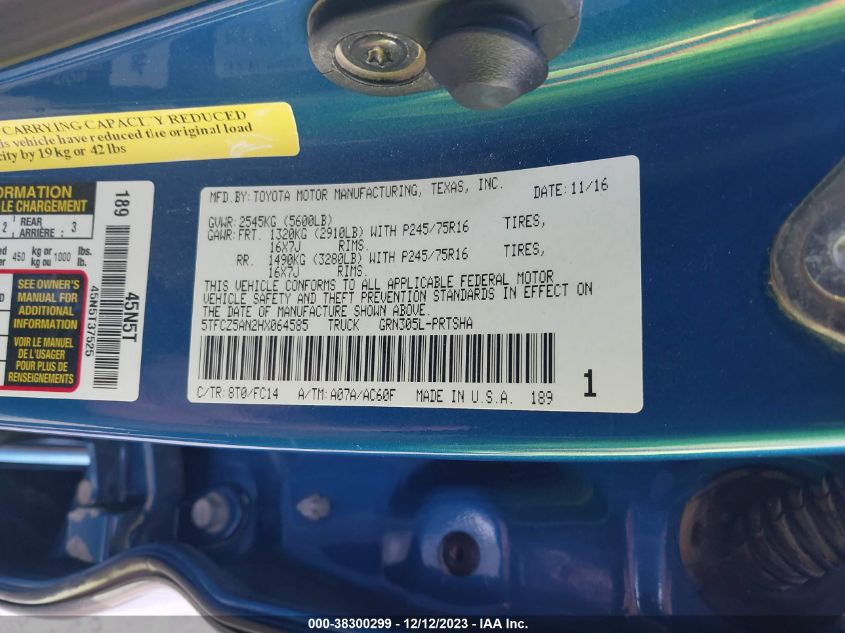 CARRYING CAPACITY REDUCED
is vehicle have reduced the original load
city by 19 kg or 42 lbs
ORMATION
LE CHARGEMENT
2 REAR ARRIÈRE : 3
450 kg or kg ou 1000 lbs. lb.
SEE OWNER'S
MANUAL FOR
ADDITIONAL
INFORMATION
VOIR LE MANUEL
DE L'USAGER
POUR PLUS DE
RENSEIGNEMENTS
189
45N5T
45N5T37525
MFD.BY:TOYOTA MOTOR MANUFACTURING, TEXAS, INC. DATE:11/16
GVWR:2545KG (5600LB)
GAWR:FRT. 1320KG (2910LB) WITH P245/75R16 TIRES,
16X7J RIMS.
RR. 1490KG (3280LB) WITH P245/75R16 TIRES,
16X7J RIMS.
THIS VEHICLE CONFORMS TO ALL APPLICABLE FEDERAL MOTOR
VEHICLE SAFETY AND THEFT PREVENTION STANDARDS IN EFFECT ON
THE DATE OF MANUFACTURE SHOWN ABOVE.
5TFCZ5AN2HX064585 TRUCK GRN305L-PRTSHA
C/TR:8T0/FC14 A/TM:A07A/AC60F MADE IN U.S.A. 189 1
000-38300299 - 12/12/2023 - IAA Inc.